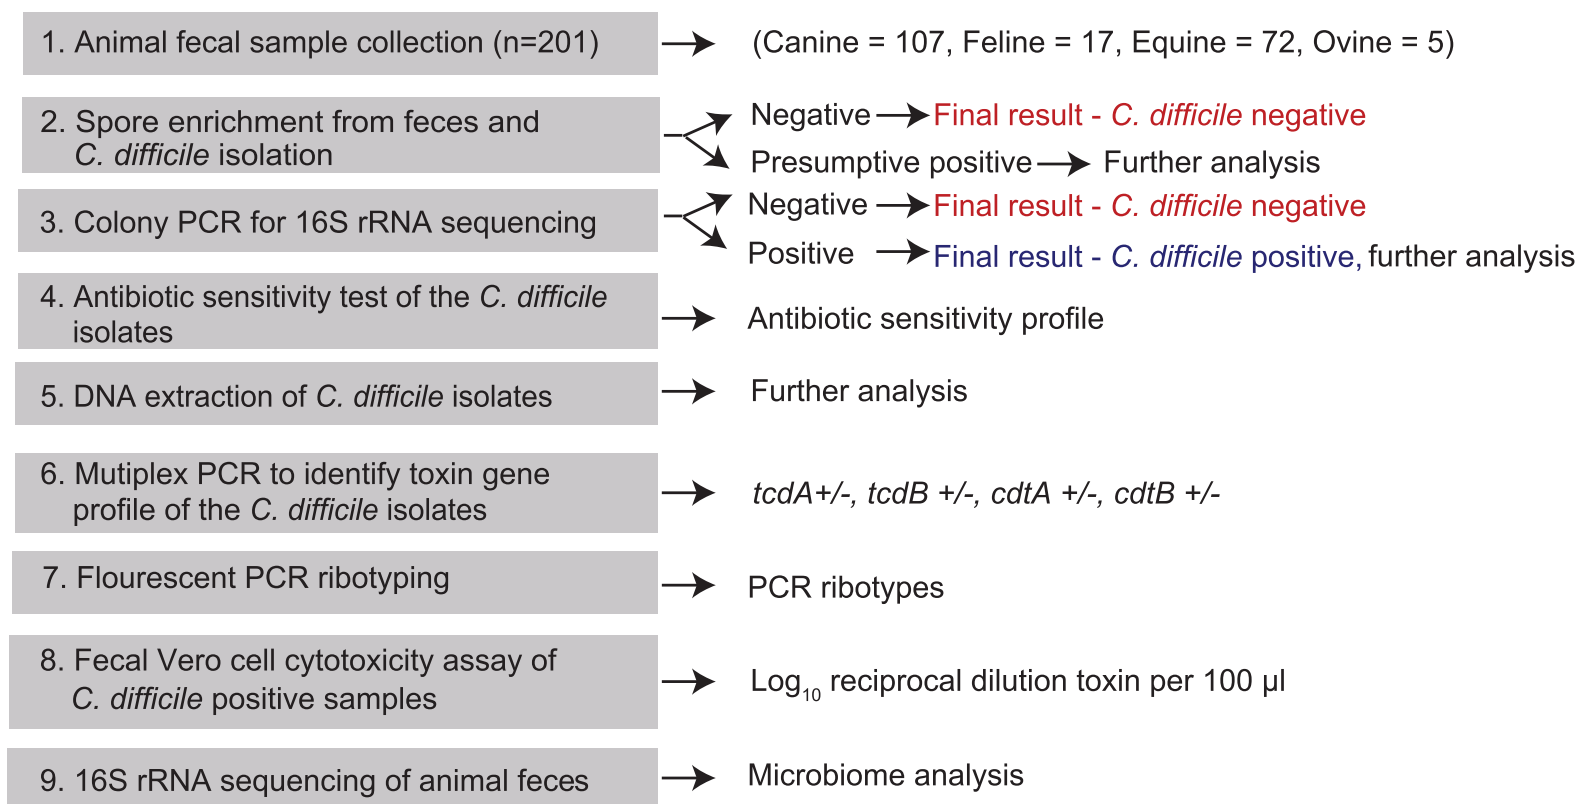 1. Animal fecal sample collection (n=201)
(Canine = 107, Feline = 17, Equine = 72, Ovine = 5)
2. Spore enrichment from feces and
C. difficile isolation
Negative
Final result - C. difficile negative
Presumptive positive
Further analysis
3. Colony PCR for 16S rRNA sequencing
Negative
Final result - C. difficile negative
Positive
Final result - C. difficile positive, further analysis
4. Antibiotic sensitivity test of the C. difficile
isolates
Antibiotic sensitivity profile
5. DNA extraction of C. difficile isolates
Further analysis
6. Mutiplex PCR to identify toxin gene
profile of the C. difficile isolates
tcdA+/-, tcdB +/-, cdtA +/-, cdtB +/-
7. Flourescent PCR ribotyping
PCR ribotypes
8. Fecal Vero cell cytotoxicity assay of
C. difficile positive samples
Log10 reciprocal dilution toxin per 100 µl
9. 16S rRNA sequencing of animal feces
Microbiome analysis